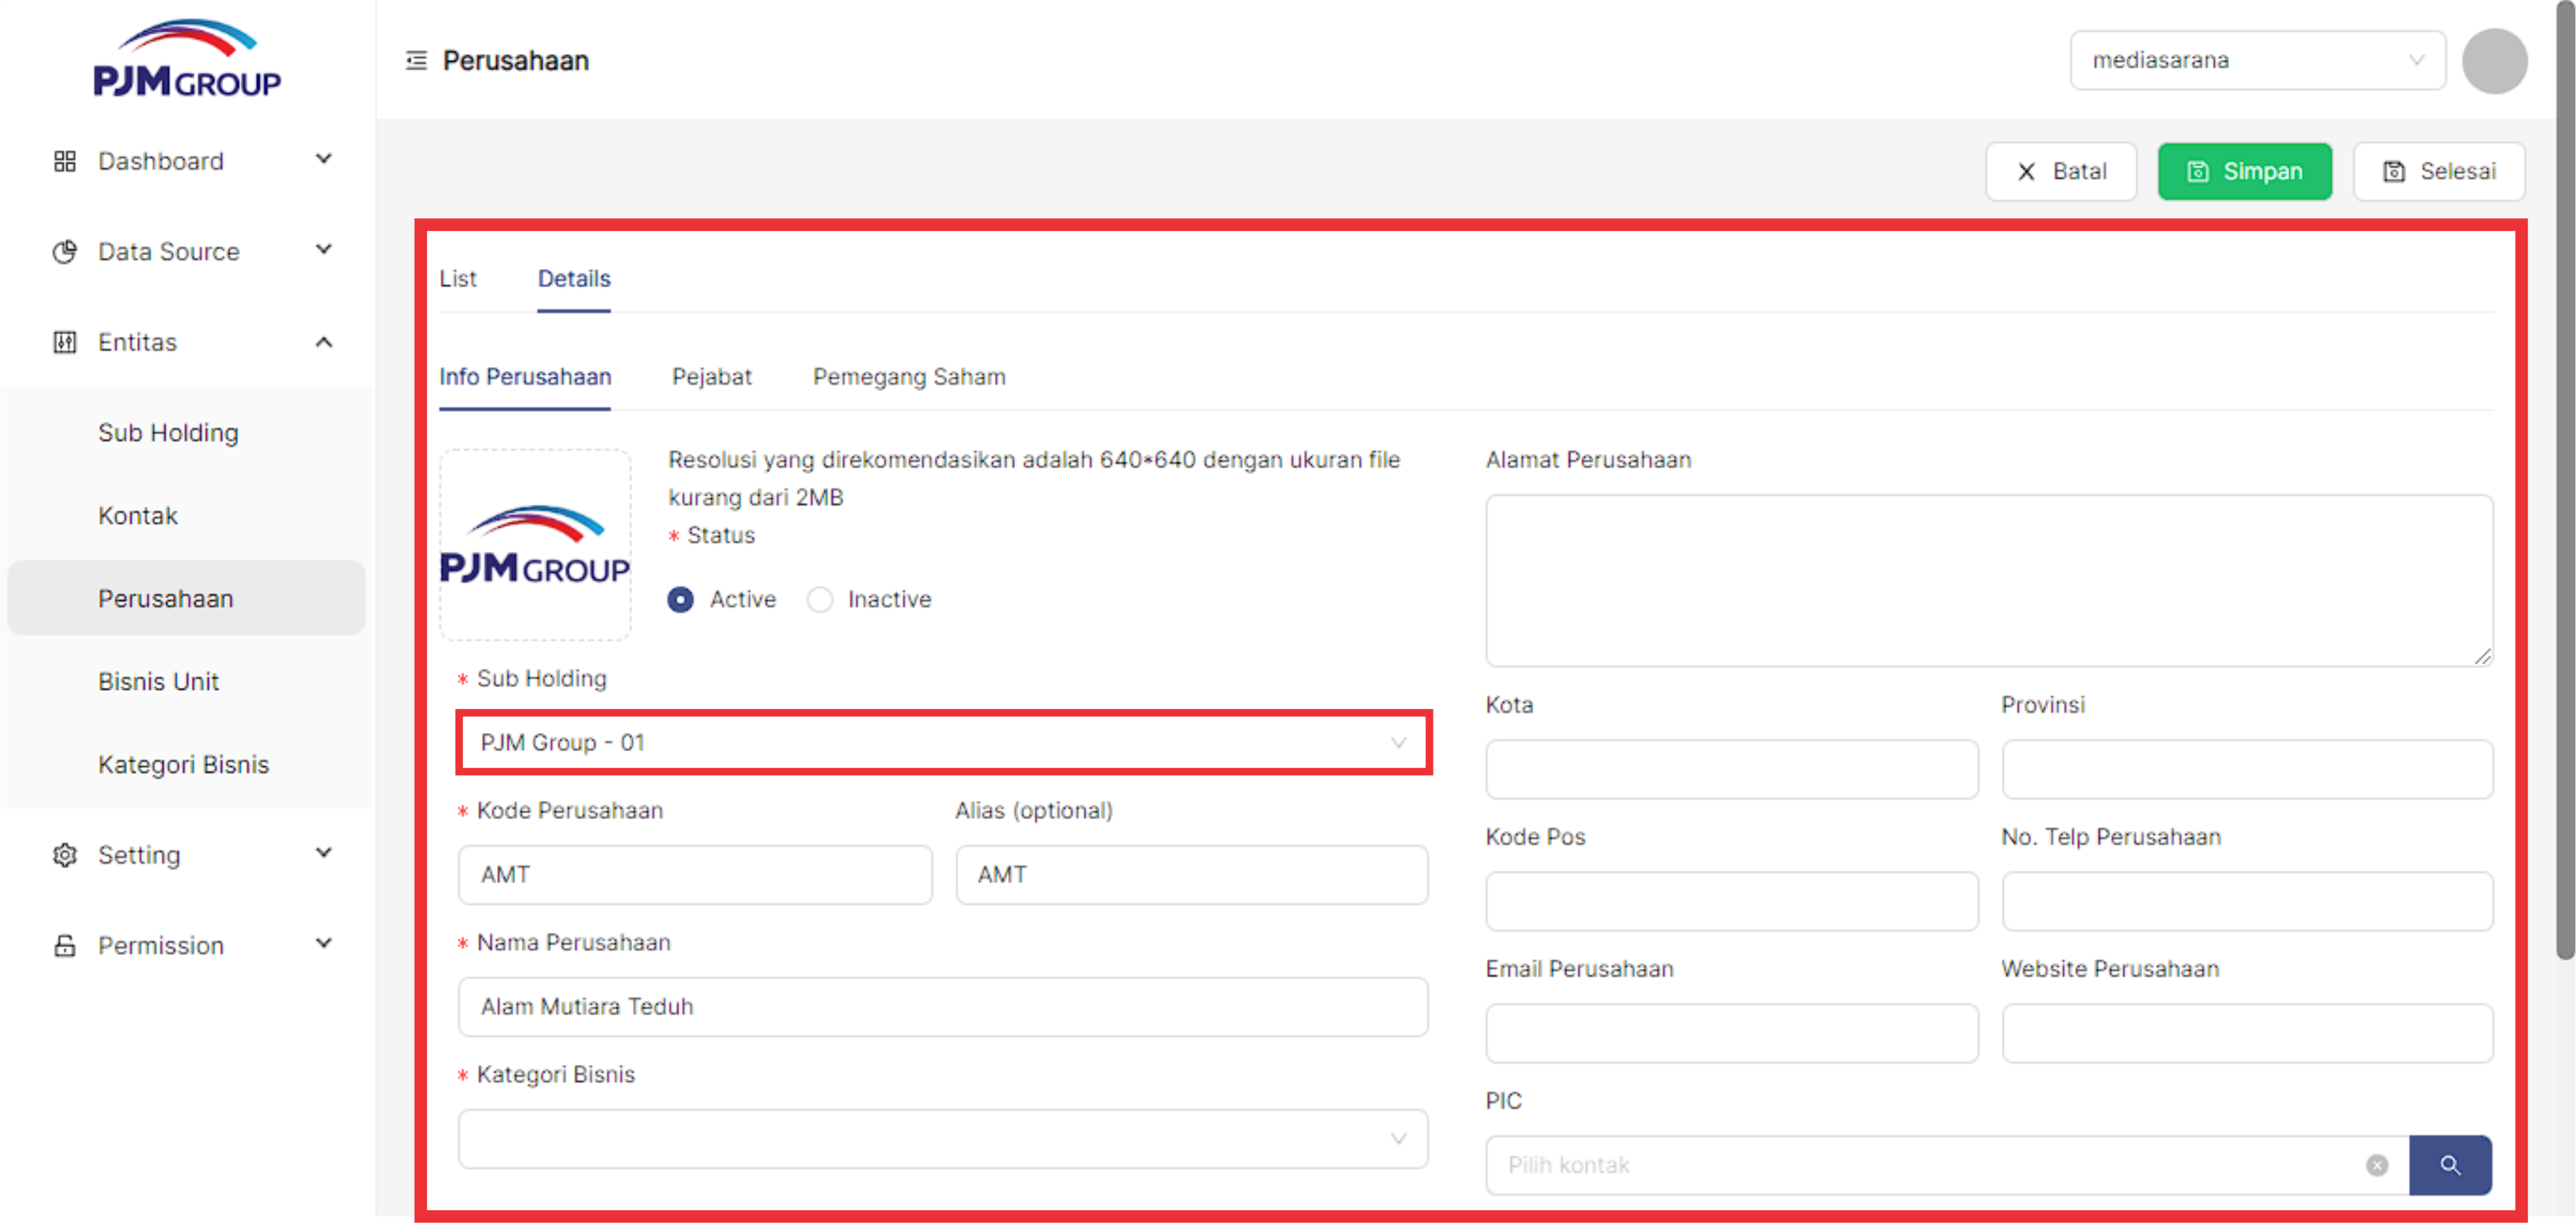 PJM GROUP
Perusahaan
mediasarana
Dashboard
Data Source
Entitas
Sub Holding
Kontak
Perusahaan
Bisnis Unit
Kategori Bisnis
Setting
Permission
Batal
Simpan
Selesai
List
Details
Info Perusahaan
Pejabat
Pemegang Saham
PJM GROUP
Resolusi yang direkomendasikan adalah 640*640 dengan ukuran file
kurang dari 2MB
* Status
Active
Inactive
* Sub Holding
PJM Group - 01
* Kode Perusahaan
Alias (optional)
AMT
AMT
* Nama Perusahaan
Alam Mutiara Teduh
* Kategori Bisnis
Alamat Perusahaan
Kota
Provinsi
Kode Pos
No. Telp Perusahaan
Email Perusahaan
Website Perusahaan
PIC
Pilih kontak